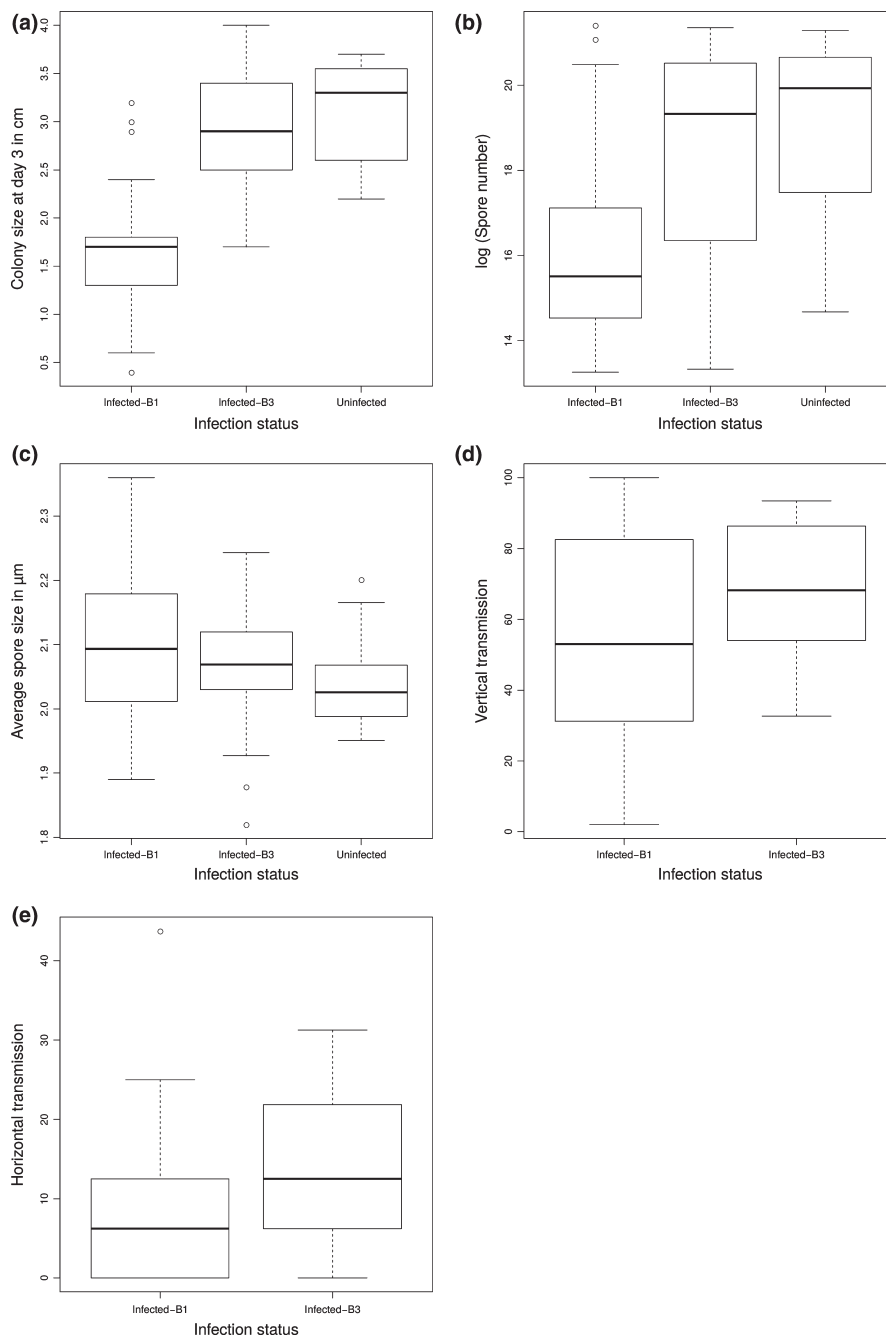 (a)
Colony size at day 3 in cm
4.0
3.5
3.0
2.5
2.0
1.5
1.0
0.5
Infected−B1 Infected−B3 Uninfected
Infection status
(b)
log (Spore number)
20
18
16
14
Infected−B1 Infected−B3 Uninfected
Infection status
(c)
Average spore size in µm
2.3
2.2
2.1
2.0
1.9
1.8
Infected−B1 Infected−B3 Uninfected
Infection status
(d)
Vertical transmission
100
80
60
40
20
0
Infected−B1 Infected−B3
Infection status
(e)
Horizontal transmission
40
30
20
10
0
Infected−B1 Infected−B3
Infection status